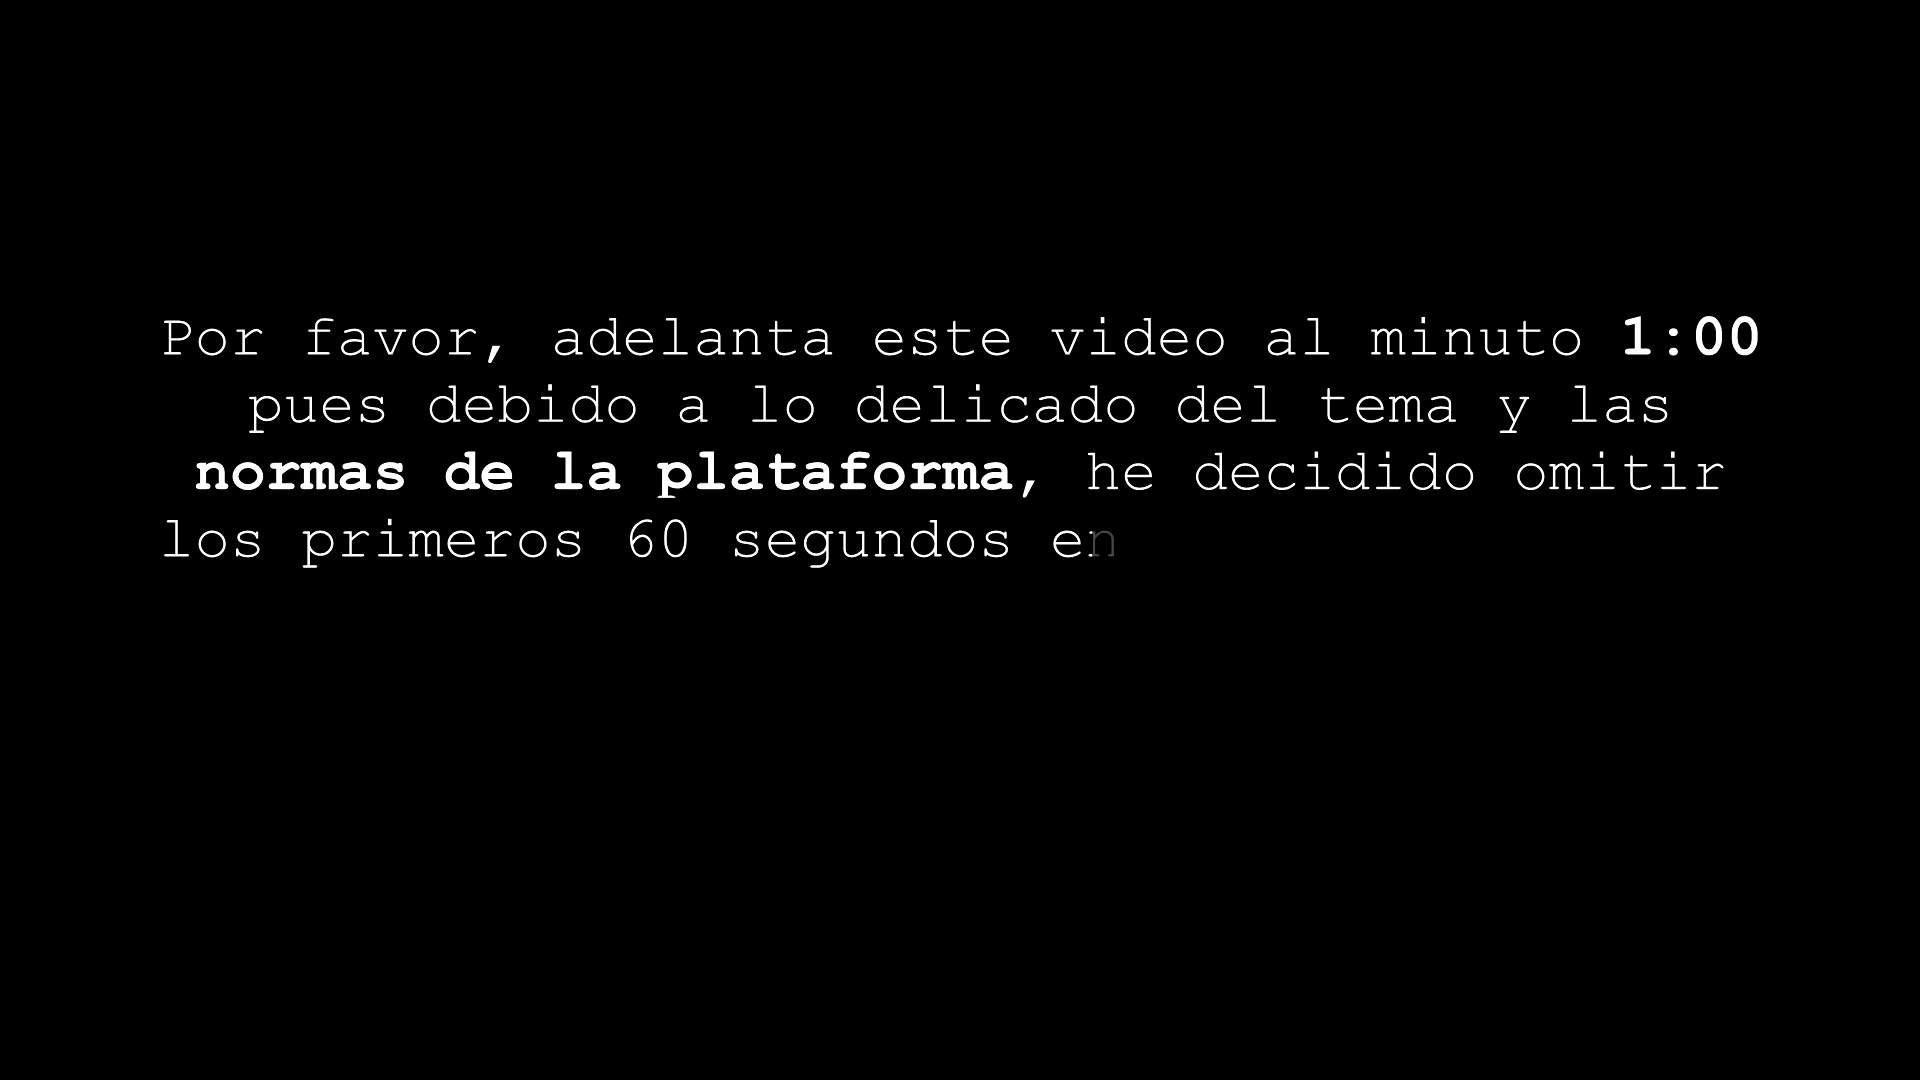 Por favor, adelanta este video al minuto 1:00
pues debido a lo delicado del tema y las
normas de la plataforma, he decidido omitir
los primeros 60 segundos en